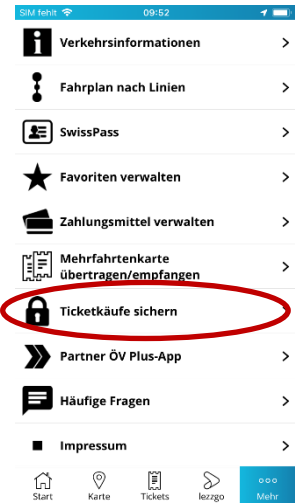 SIM fehlt 09:52
Verkehrsinformationen
Fahrplan nach Linien
SwissPass
Favoriten verwalten
Zahlungsmittel verwalten
Mehrfahrtenkarte
übertragen/empfangen
Ticketkäufe sichern
Partner ÖV Plus-App
Häufige Fragen
Impressum
Start Karte Tickets lezzgo Mehr